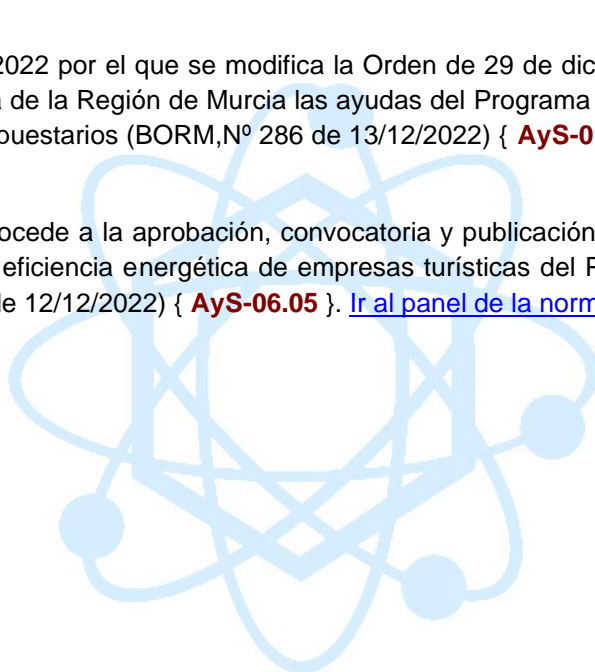 2022 por el que se modifica la Orden de 29 de dic
de la Región de Murcia las ayudas del Programa
puestarios (BORM,Nº 286 de 13/12/2022) { AyS-0
ocede a la aprobación, convocatoria y publicación
eficiencia energética de empresas turísticas del P
de 12/12/2022) { AyS-06.05 }. Ir al panel de la norm